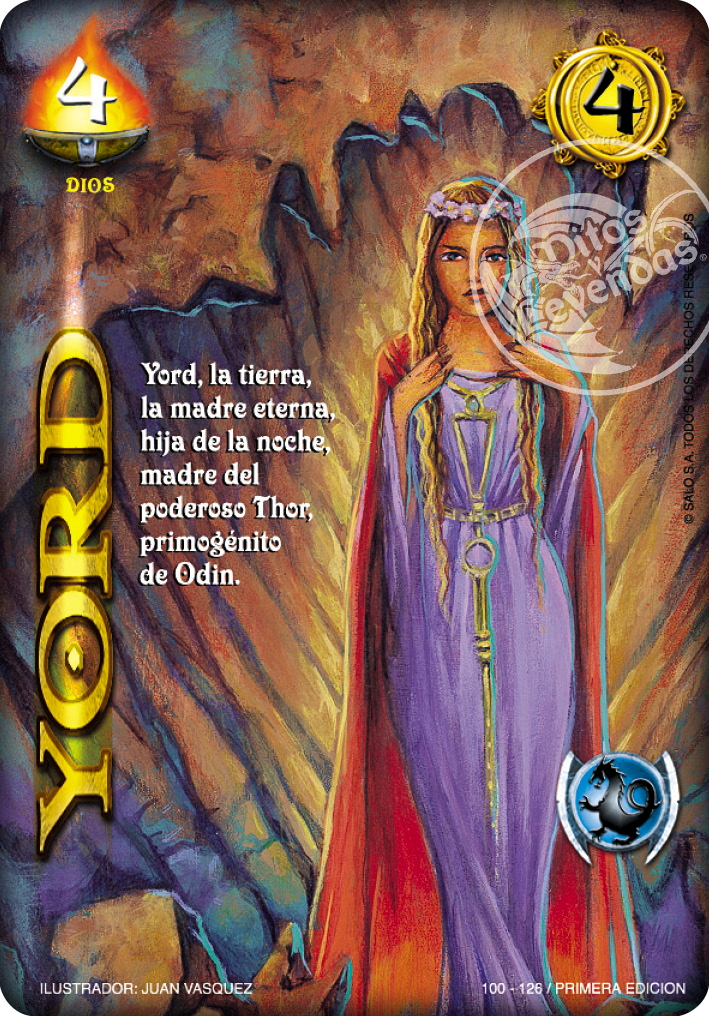 4
DIOS
4
Mitos
y
Leyendas
®
© SALO S.A. TODOS LOS DERECHOS RESERVADOS
YORD
Yord, la tierra,
la madre eterna,
hija de la noche,
madre del
poderoso Thor,
primogénito
de Odin.
ILUSTRADOR: JUAN VASQUEZ
100 - 126 / PRIMERA EDICION